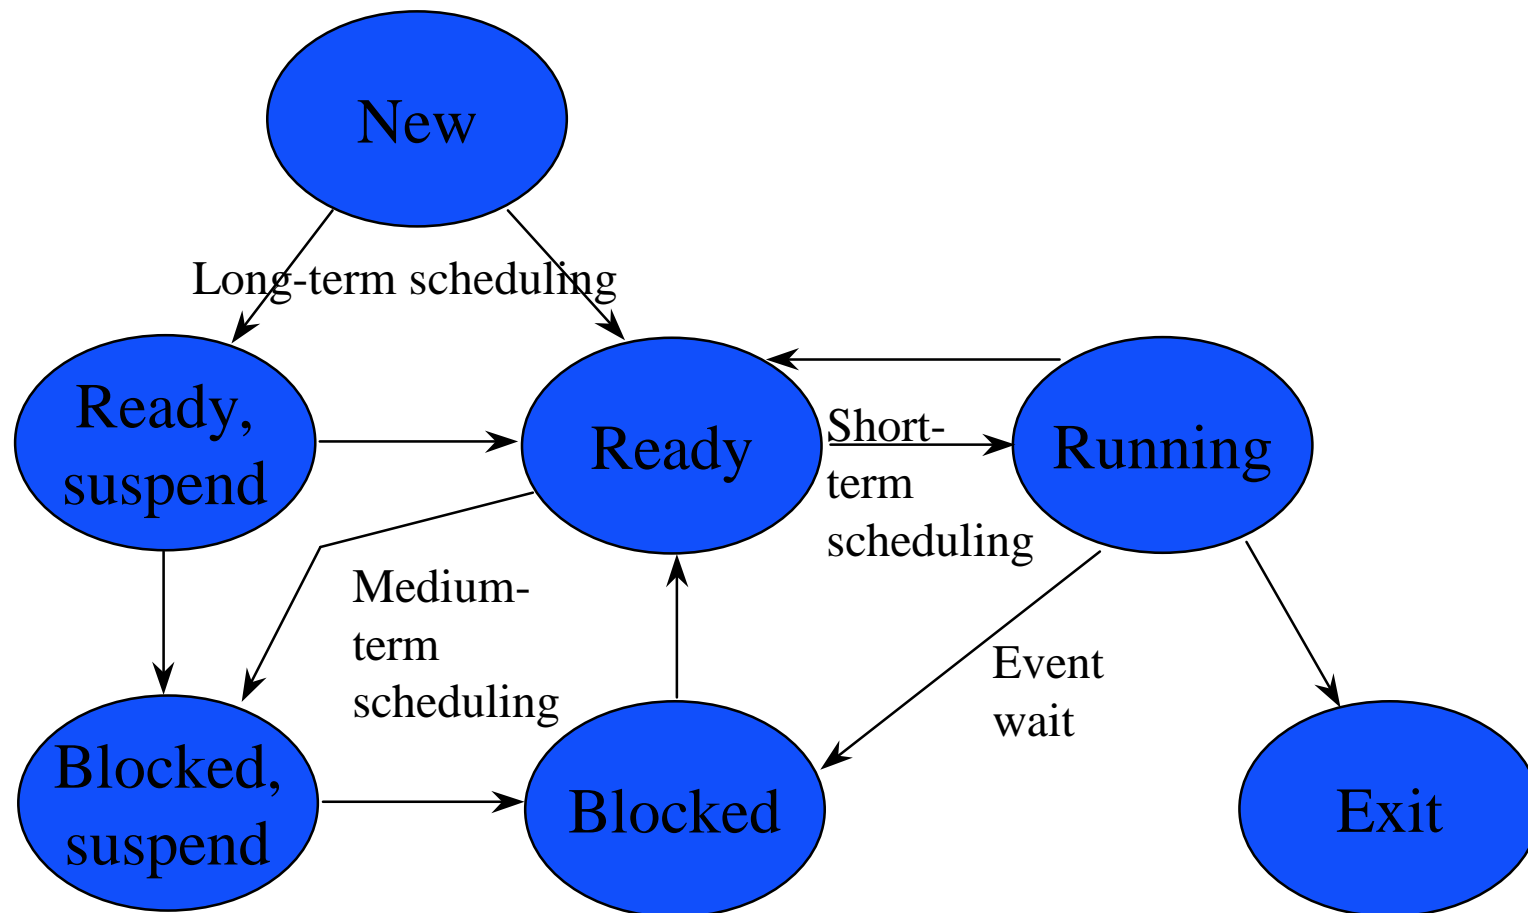 New
Long-term scheduling
Ready,
suspend
Ready
Short-
term
scheduling
Running
Medium-
term
scheduling
Event
wait
Blocked,
suspend
Blocked
Exit